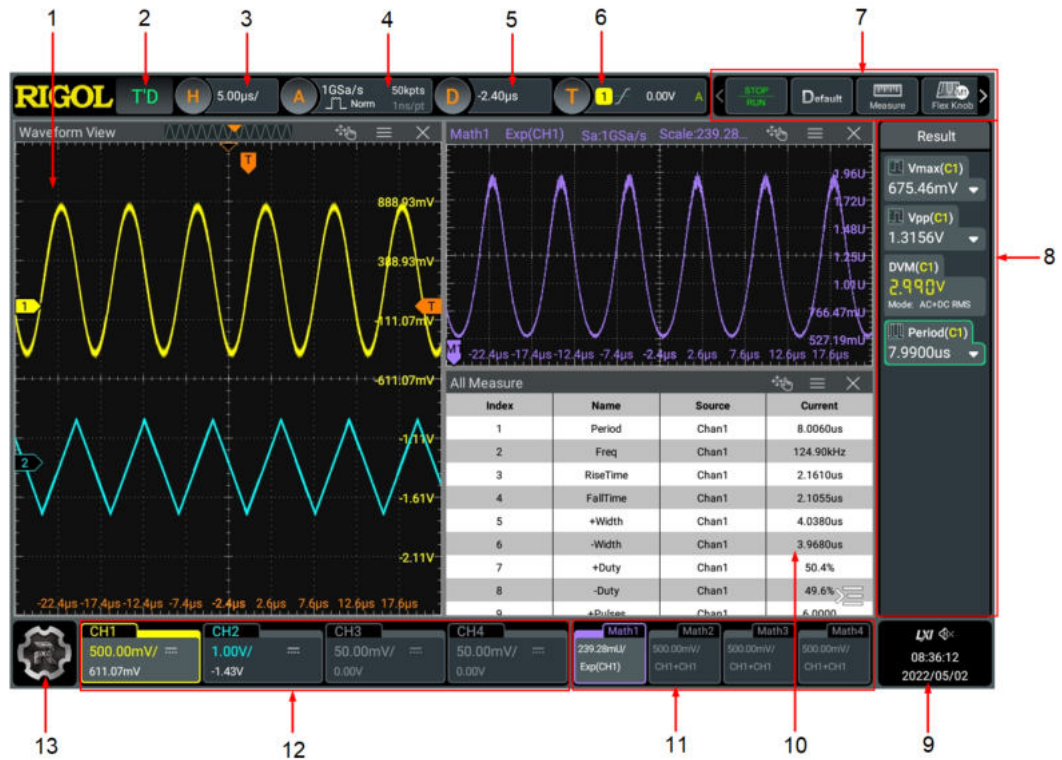 1 2 3 4 5 6 7
RIGOL T'D H 5.00μs/ A 1GSa/s 50kpts D -2.40μs T 1 0.00V A < STOP RUN Default Measure Flex Knob >
Norm 1ns/pt
Waveform View Math1 Exp(CH1) Sa:1GSa/s Scale:239.28... Result
T
888.93mV
388.93mV
1 T
-111.07mV
-611.07mV
-1.11V
2
-1.61V
-2.11V
-22.4μs -17.4μs -12.4μs -7.4μs -2.4μs 2.6μs 7.6μs 12.6μs 17.6μs
1.96U
1.72U
1.48U
1.25U
1.01U
766.47mU
527.19mU
M1 -22.4μs -17.4μs -12.4μs -7.4μs -2.4μs 2.6μs 7.6μs 12.6μs 17.6μs
Vmax(C1)
675.46mV
Vpp(C1)
1.3156V
DVM(C1)
2.990V
Mode: AC+DC RMS
Period(C1)
7.9900us
8
All Measure
Index Name Source Current
1 Period Chan1 8.0060us
2 Freq Chan1 124.90kHz
3 RiseTime Chan1 2.1610us
4 FallTime Chan1 2.1055us
5 +Width Chan1 4.0380us
6 -Width Chan1 3.9680us
7 +Duty Chan1 50.4%
8 -Duty Chan1 49.6%
9 +Pulses Chan1 6.0000
CH1 CH2 CH3 CH4 Math1 Math2 Math3 Math4
500.00mV/ 1.00V/ 50.00mV/ 50.00mV/ 239.28mU/ 500.00mV/ 500.00mV/ 500.00mV/
611.07mV -1.43V 0.00V 0.00V Exp(CH1) CH1+CH1 CH1+CH1 CH1+CH1
LXI
08:36:12
2022/05/02
13 12 11 10 9